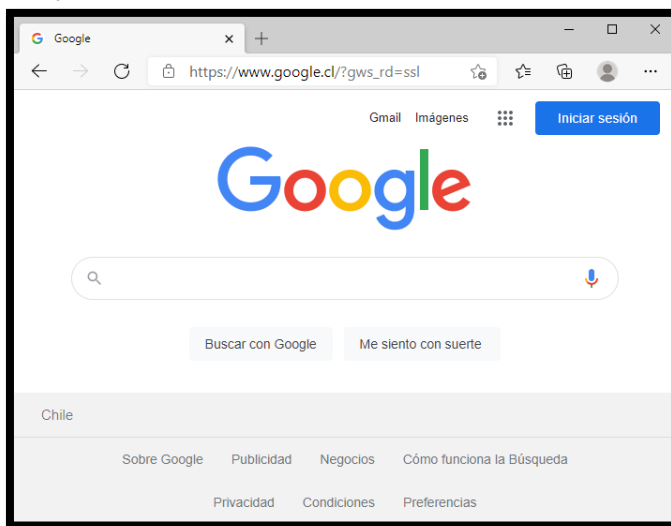 Google
https://www.google.cl/?gws_rd=ssl
Gmail Imágenes Iniciar sesión
Google
Buscar con Google Me siento con suerte
Chile
Sobre Google Publicidad Negocios Cómo funciona la Búsqueda
Privacidad Condiciones Preferencias